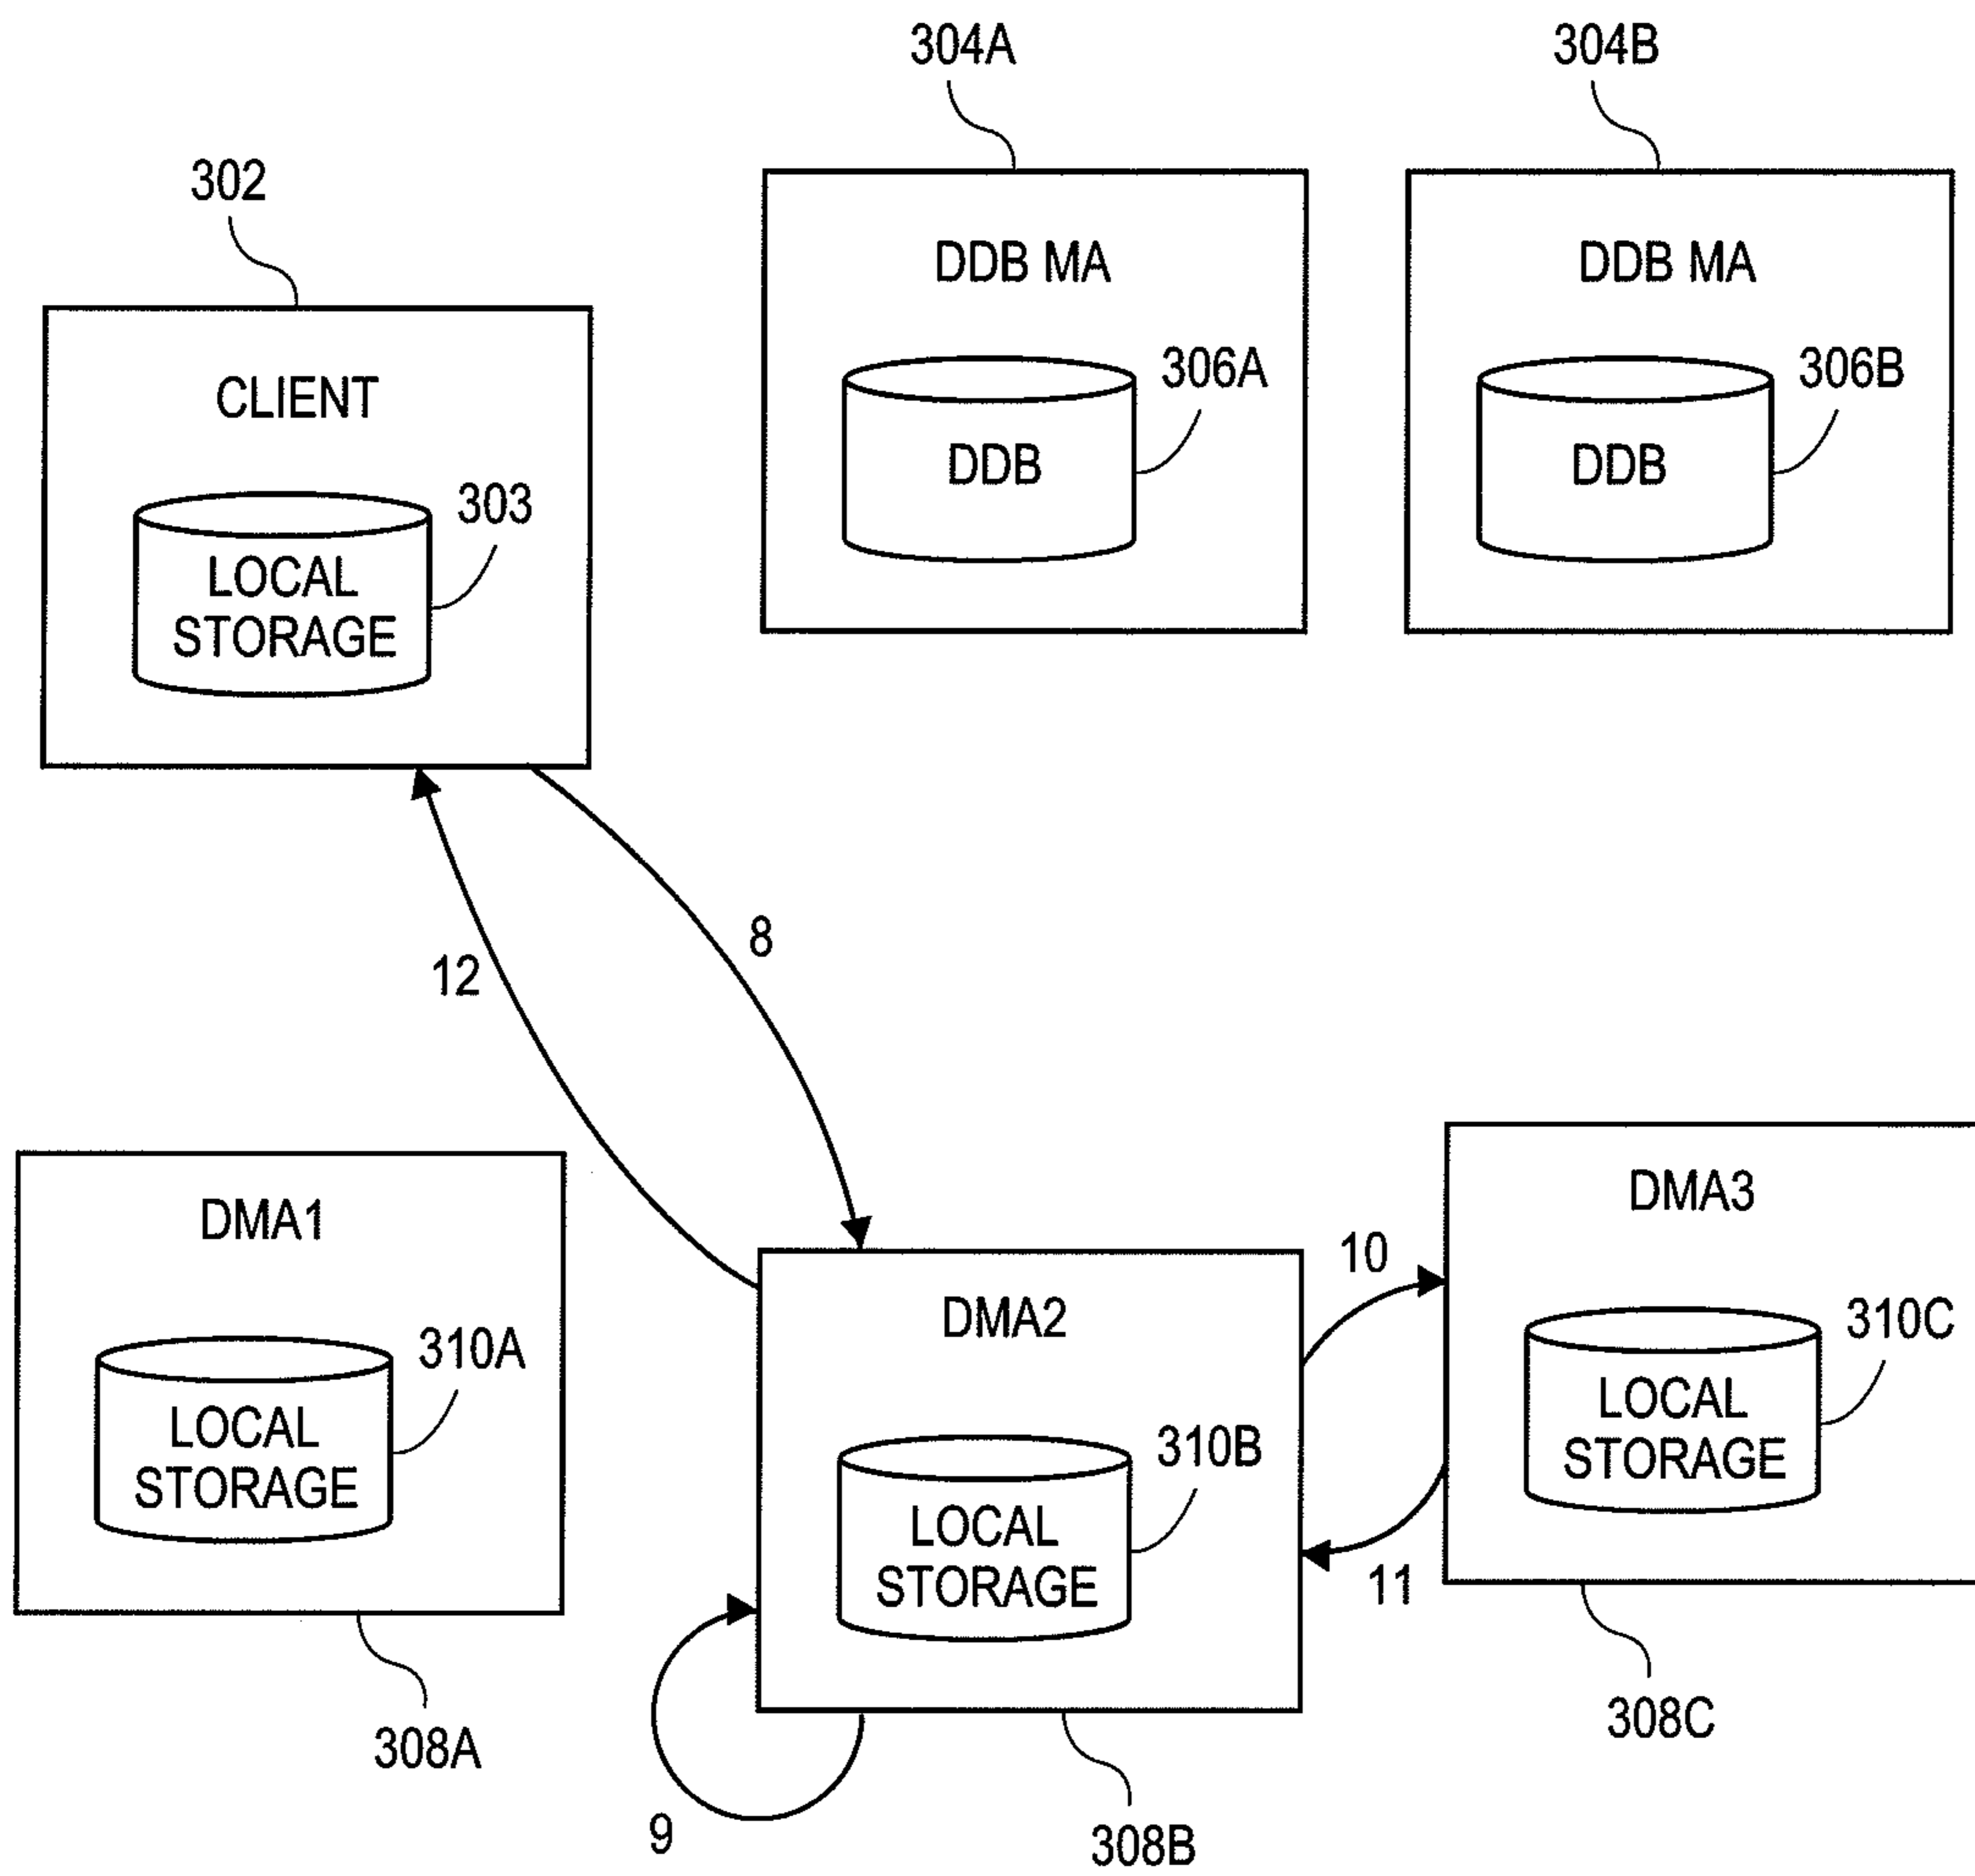 304A
304B
302
DDB MA
DDB MA
306A
306B
CLIENT
DDB
DDB
303
LOCAL
STORAGE
8
12
DMA1
DMA3
10
DMA2
310A
310C
LOCAL
STORAGE
LOCAL
STORAGE
310B
LOCAL
STORAGE
11
308A
308C
9
308B